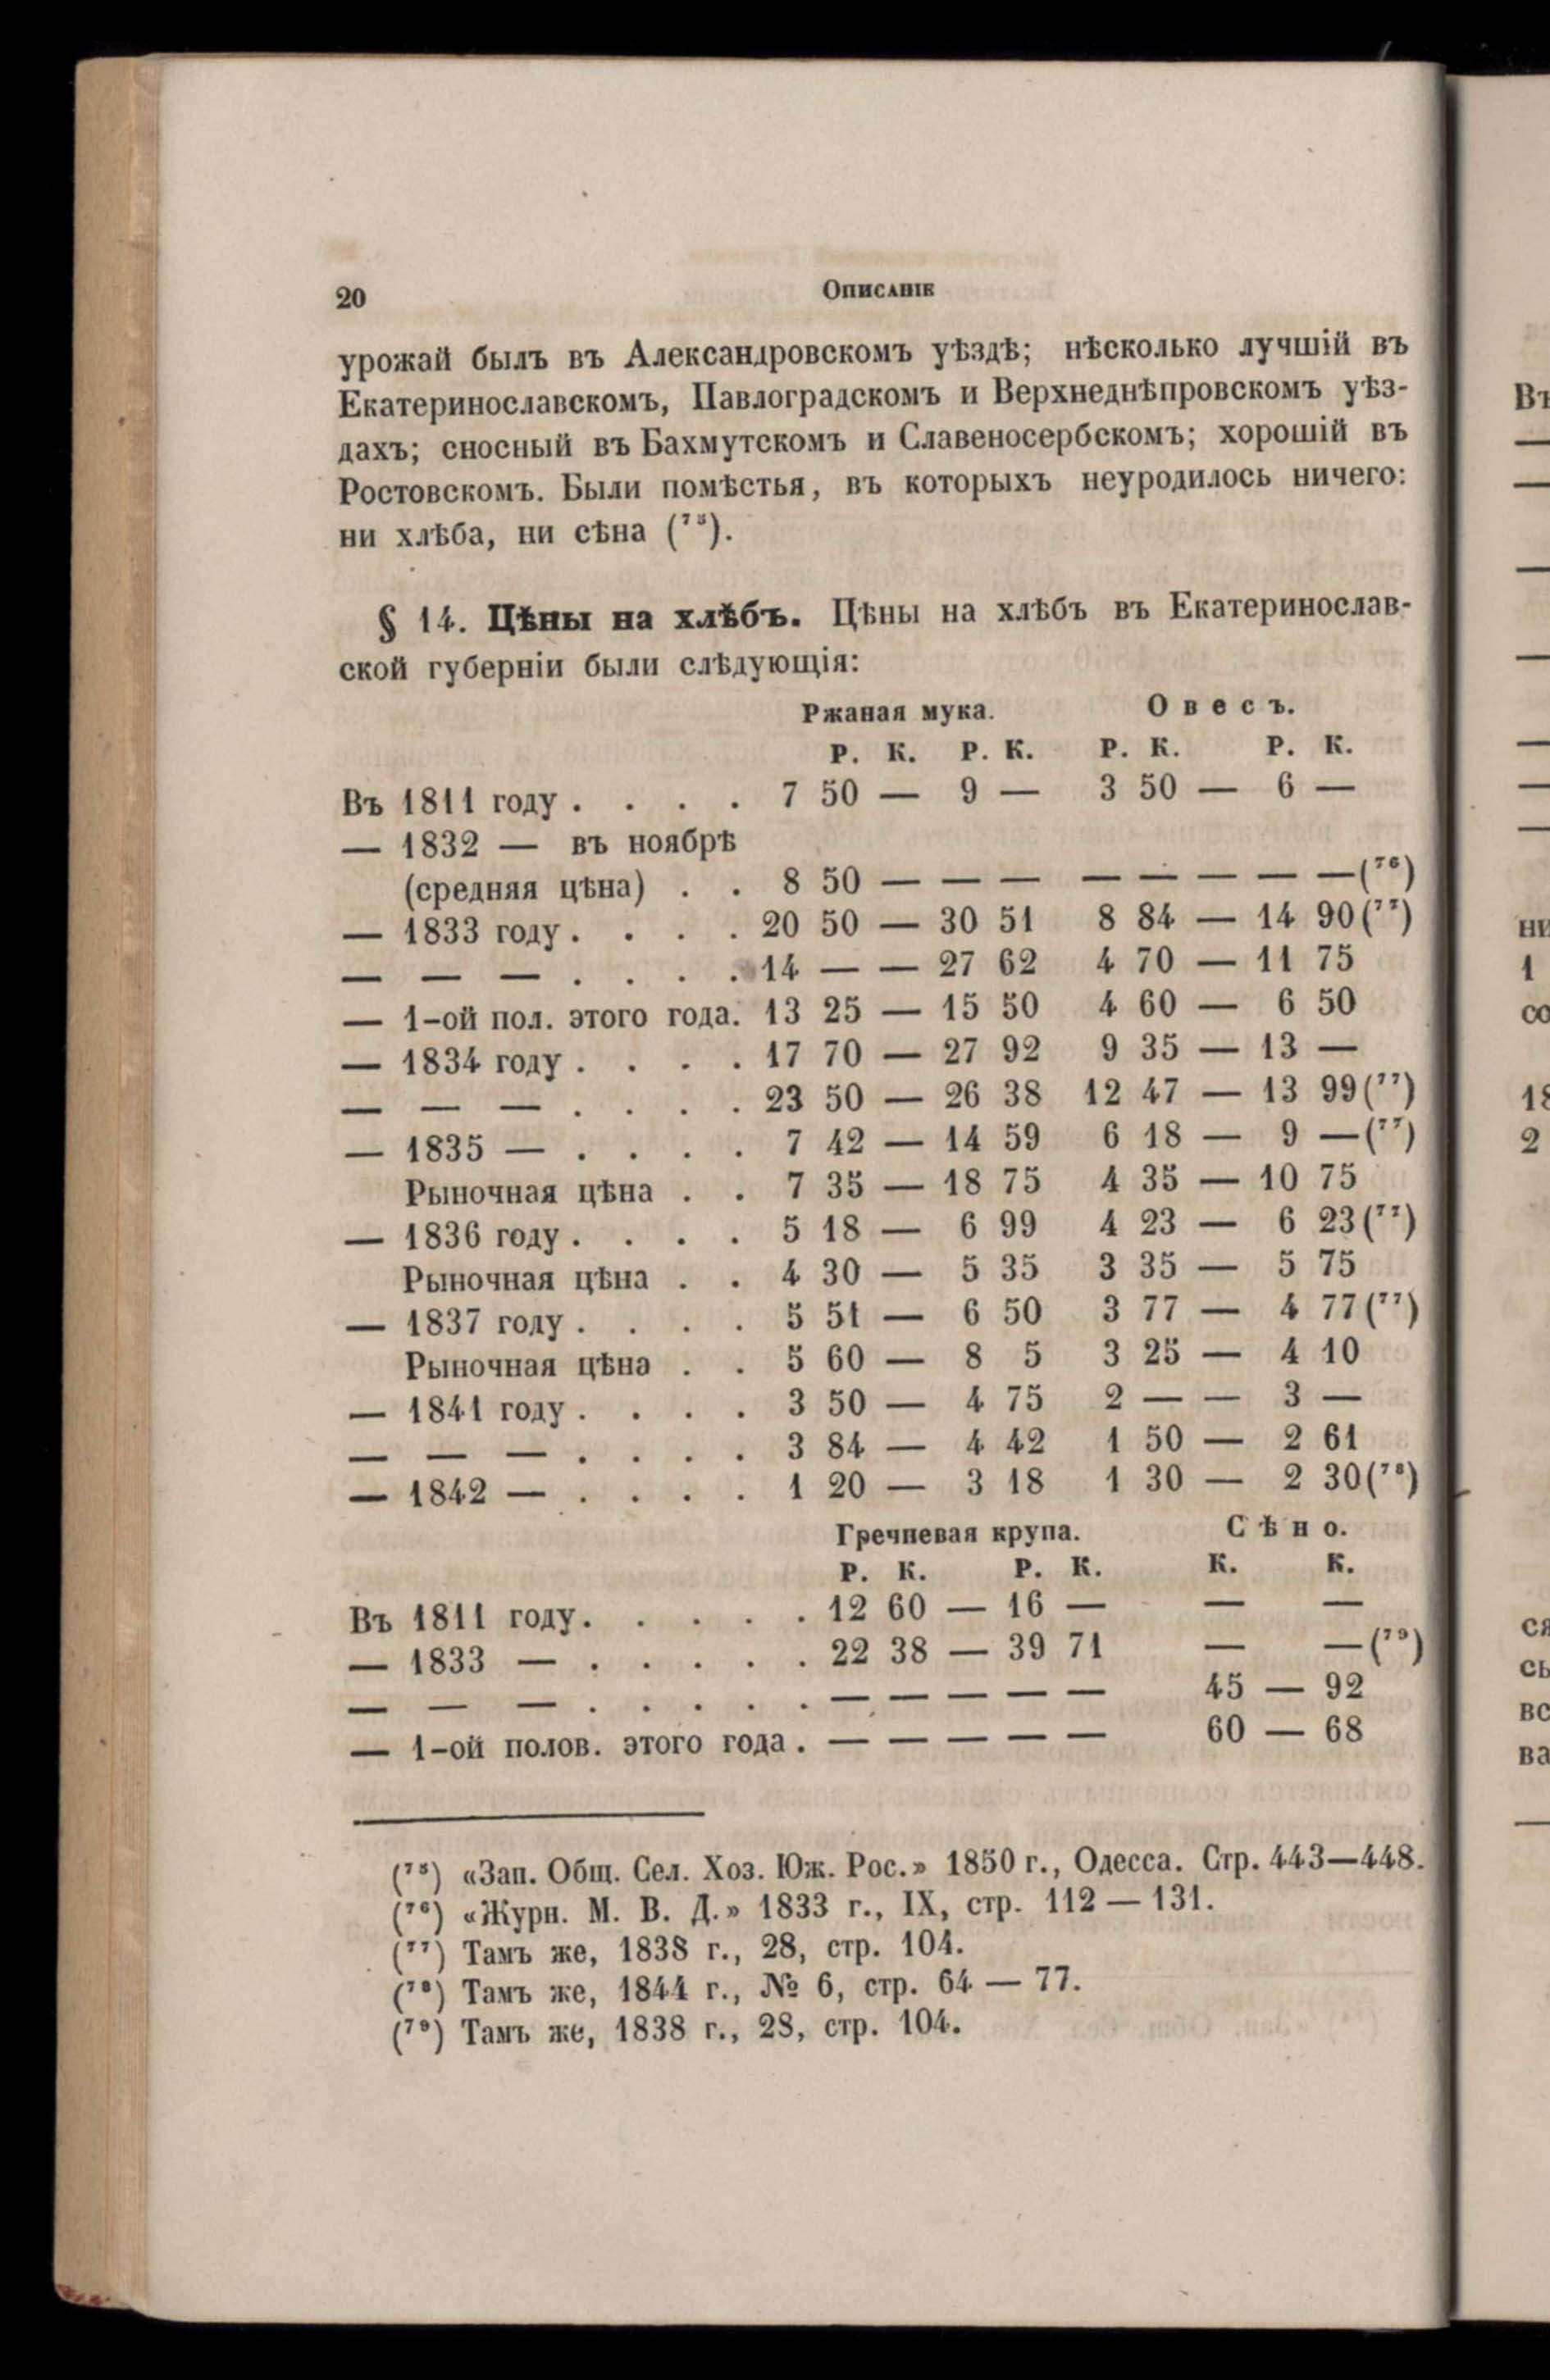 20 Описаніе
урожай былъ въ Александровскомъ уѣздѣ; нѣсколько лучшій въ
Екатеринославскомъ, Павлоградскомъ и Верхнеднѣпровскомъ уѣз-
дахъ; сносный въ Бахмутскомъ и Славеносербскомъ; хорошій въ
Ростовскомъ. Были помѣстья, въ которыхъ неуродилось ничего:
ни хлѣба, ни сѣна (⁷⁵).
§ 14. Цѣны на хлѣбъ. Цѣны на хлѣбъ въ Екатеринослав-
ской губерніи были слѣдующія:
Ржаная мука. Овесъ.
Р. К. Р. К. Р. К. Р. К.
Въ 1811 году . . . . 7 50 — 9 — 3 50 — 6 —
— 1832 — въ ноябрѣ
(средняя цѣна) . . 8 50 — — — — — — — —(⁷⁶)
— 1833 году . . . . 20 50 — 30 51 8 84 — 14 90(⁷⁷)
— — — . . . . 14 — — 27 62 4 70 — 11 75
— 1-ой пол. этого года. 13 25 — 15 50 4 60 — 6 50
— 1834 году . . . . 17 70 — 27 92 9 35 — 13 —
— — — . . . . 23 50 — 26 38 12 47 — 13 99(⁷⁷)
— 1835 — . . . . 7 42 — 14 59 6 18 — 9 —(⁷⁷)
Рыночная цѣна . . 7 35 — 18 75 4 35 — 10 75
— 1836 году . . . . 5 18 — 6 99 4 23 — 6 23(⁷⁷)
Рыночная цѣна . . 4 30 — 5 35 3 35 — 5 75
— 1837 году . . . . 5 51 — 6 50 3 77 — 4 77(⁷⁷)
Рыночная цѣна . . 5 60 — 8 5 3 25 — 4 10
— 1841 году . . . . 3 50 — 4 75 2 — — 3 —
— — — . . . . 3 84 — 4 42 1 50 — 2 61
— 1842 — . . . . 1 20 — 3 18 1 30 — 2 30(⁷⁸)
Гречневая крупа. Сѣно.
Р. К. Р. К. К. К.
Въ 1811 году. . . . . 12 60 — 16 — — —
— 1833 — . . . . . 22 38 — 39 71 — —(⁷⁹)
— — — . . . . . — — — — — 45 — 92
— 1-ой полов. этого года . — — — — — 60 — 68
(⁷⁵) «Зап. Общ. Сел. Хоз. Юж. Рос.» 1850 г., Одесса. Стр. 443—448.
(⁷⁶) «Журн. М. В. Д.» 1833 г., IX, стр. 112 — 131.
(⁷⁷) Тамъ же, 1838 г., 28, стр. 104.
(⁷⁸) Тамъ же, 1844 г., № 6, стр. 64 — 77.
(⁷⁹) Тамъ же, 1838 г., 28, стр. 104.